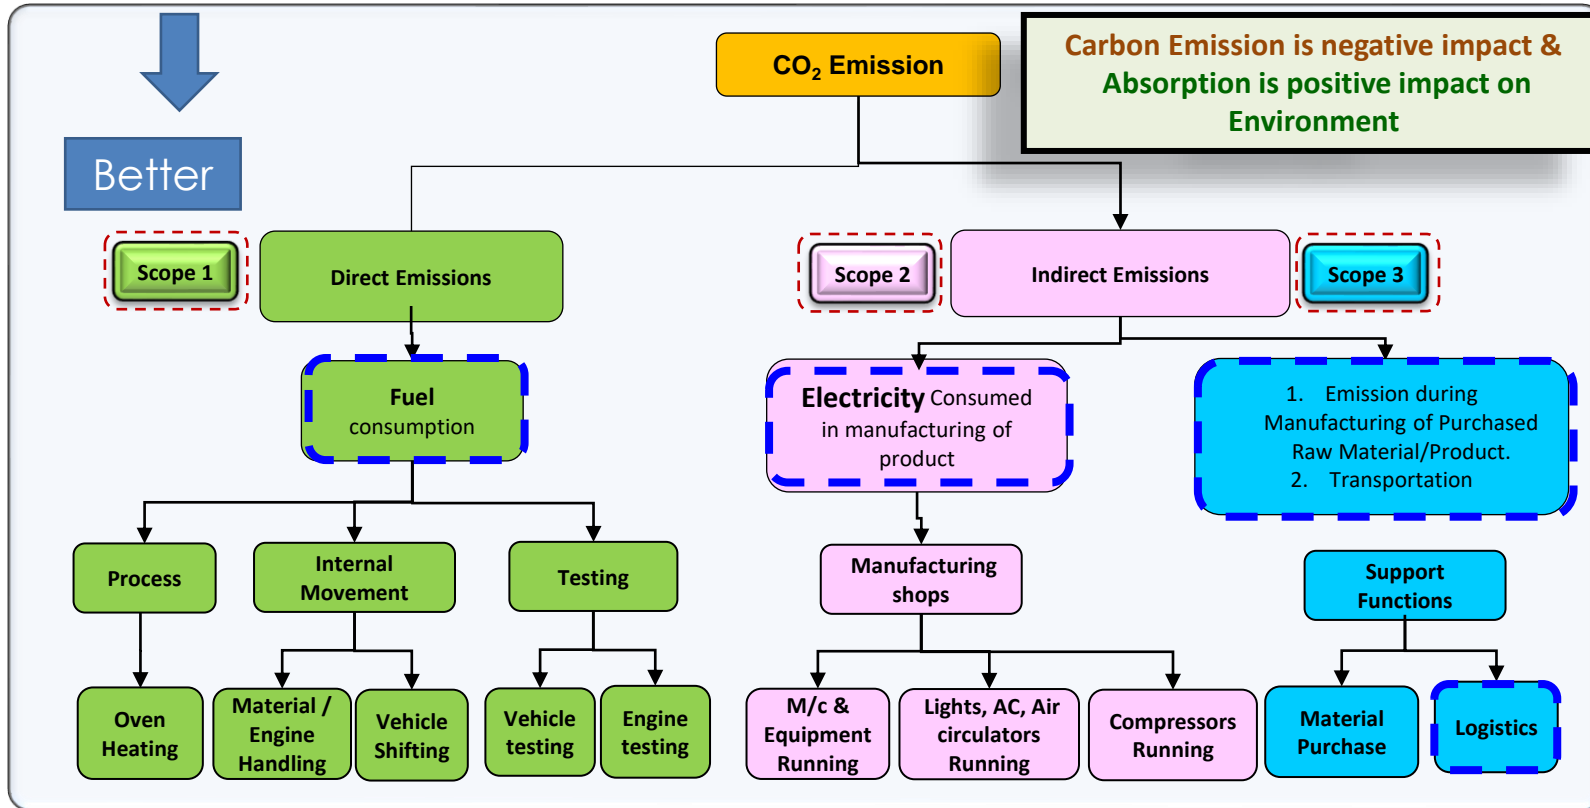 CO₂ Emission
Carbon Emission is negative impact &
Absorption is positive impact on
Environment
Better
Scope 1
Direct Emissions
Scope 2
Indirect Emissions
Scope 3
Fuel
consumption
Electricity Consumed
in manufacturing of
product
1. Emission during
Manufacturing of Purchased
Raw Material/Product.
2. Transportation
Process
Internal
Movement
Testing
Manufacturing
shops
Support
Functions
Oven
Heating
Material /
Engine
Handling
Vehicle
Shifting
Vehicle
testing
Engine
testing
M/c &
Equipment
Running
Lights, AC, Air
circulators
Running
Compressors
Running
Material
Purchase
Logistics